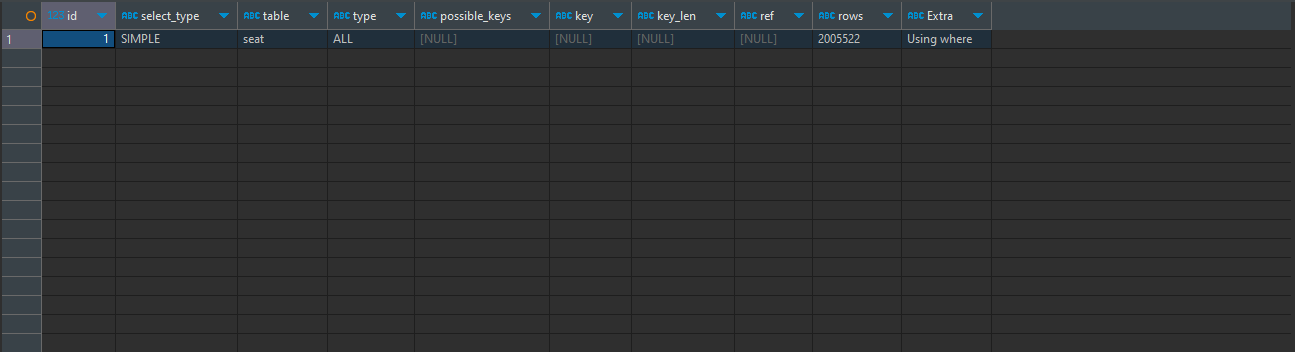 123 id ABC select_type ABC table ABC type ABC possible_keys ABC key ABC key_len ABC ref ABC rows ABC Extra
1 1 SIMPLE seat ALL [NULL] [NULL] [NULL] [NULL] 2005522 Using where